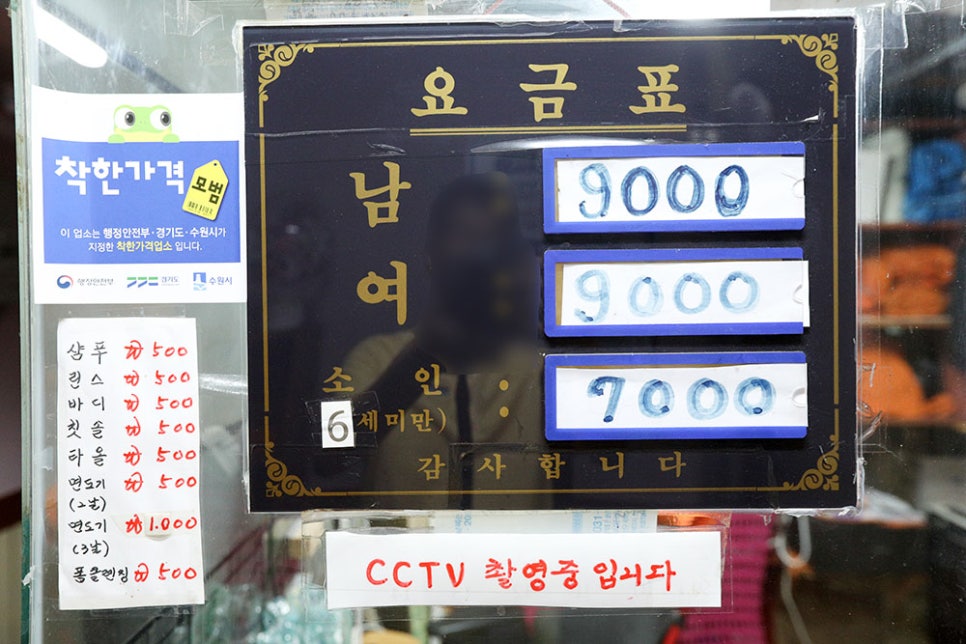 요금표
남 9000
여 9000
소인 : 7000
(6세미만)
감사합니다
착한가격
모범
이 업소는 행정안전부·경기도·수원시가
지정한 착한가격업소 입니다.
행정안전부 경기도 수원시
샴푸 ₩500
린스 ₩500
바디 ₩500
칫솔 ₩500
타올 ₩500
면도기 ₩500
(2날)
면도기 ₩1.000
(3날)
폼클렌징 ₩500
CCTV 촬영중입니다